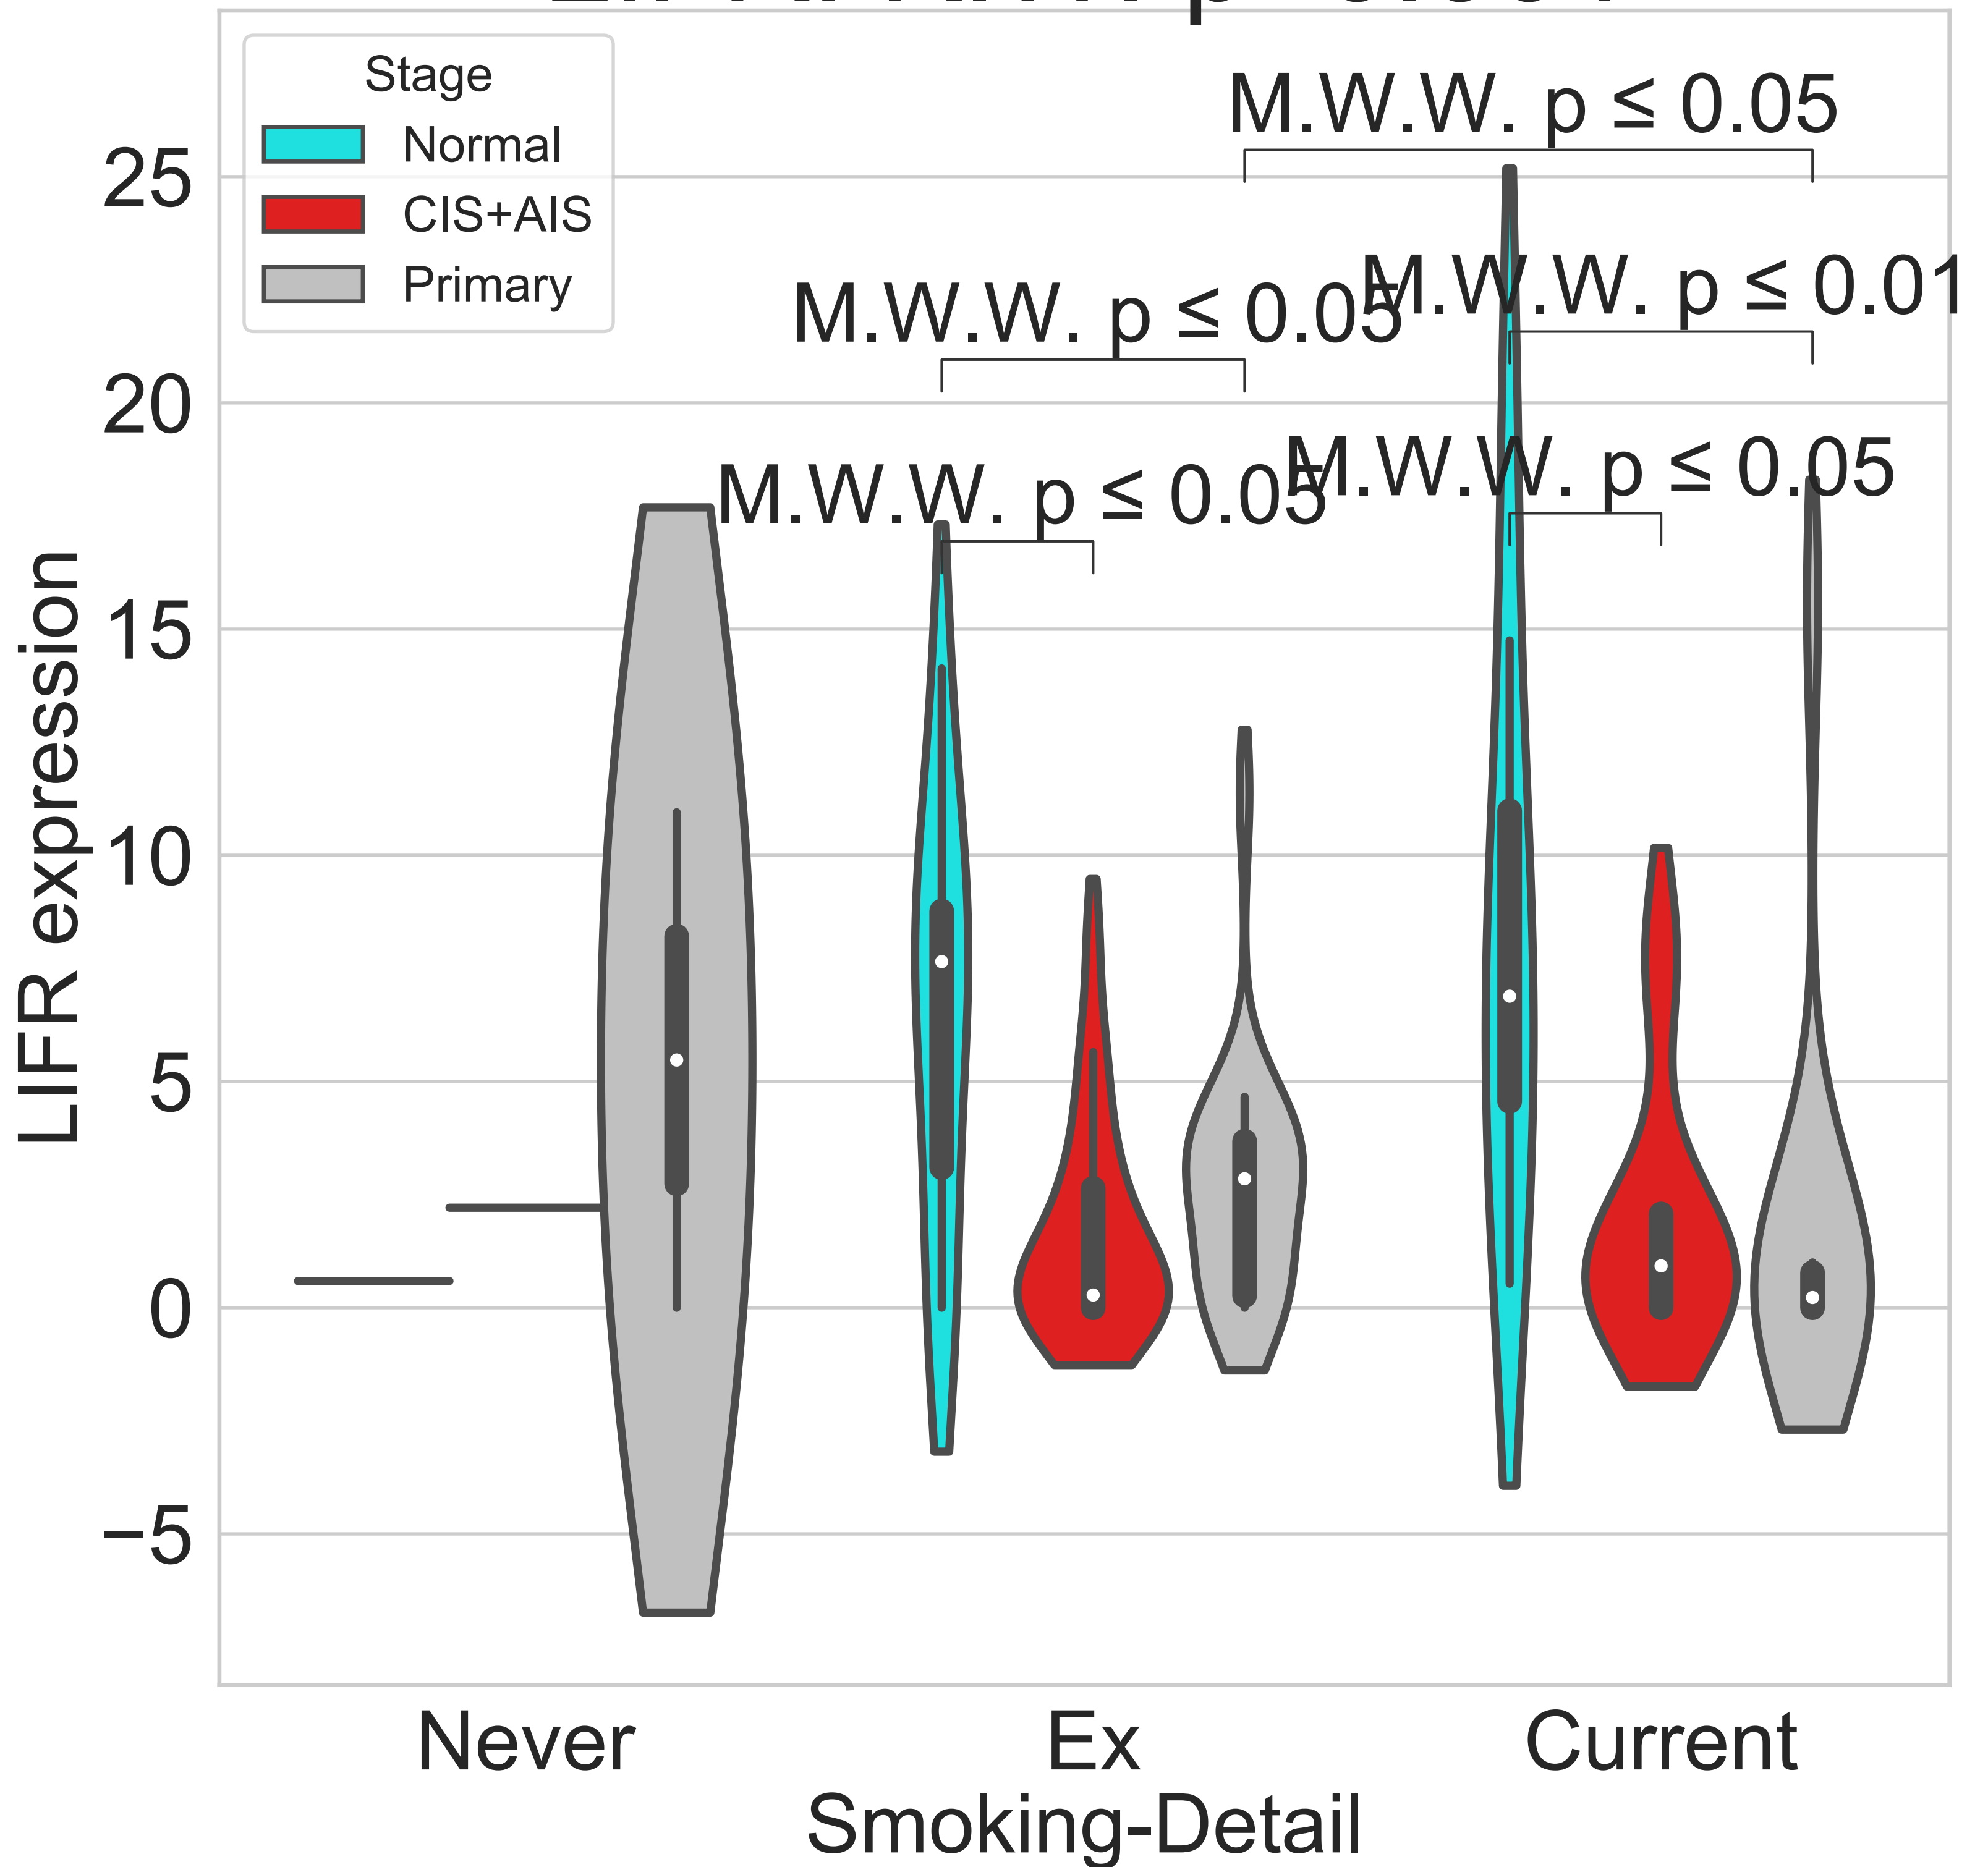 Stage
Normal
CIS+AIS
Primary
M.W.W. p ≤ 0.05
M.W.W. p ≤ 0.01
M.W.W. p ≤ 0.05
M.W.W. p ≤ 0.05
M.W.W. p ≤ 0.05
25
20
15
10
5
0
−5
LIFR expression
Never
Ex
Current
Smoking-Detail